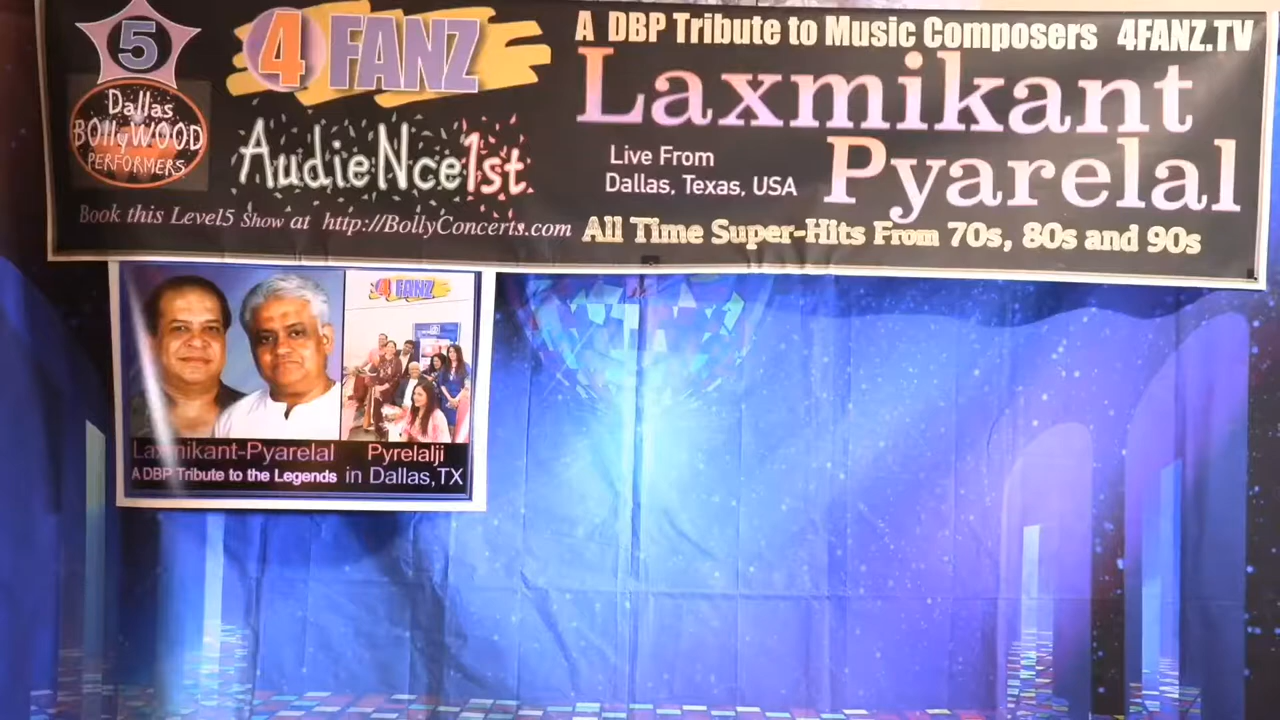 5
Dallas
BOllyWOOD
PERFORMERS
4 FANZ
AudieNce1st.
Book this Level5 Show at http://BollyConcerts.com
A DBP Tribute to Music Composers 4FANZ.TV
Laxmikant
Pyarelal
Live From
Dallas, Texas, USA
All Time Super-Hits From 70s, 80s and 90s
4 FANZ
Laxmikant-Pyarelal
A DBP Tribute to the Legends
Pyrelalji
in Dallas,TX